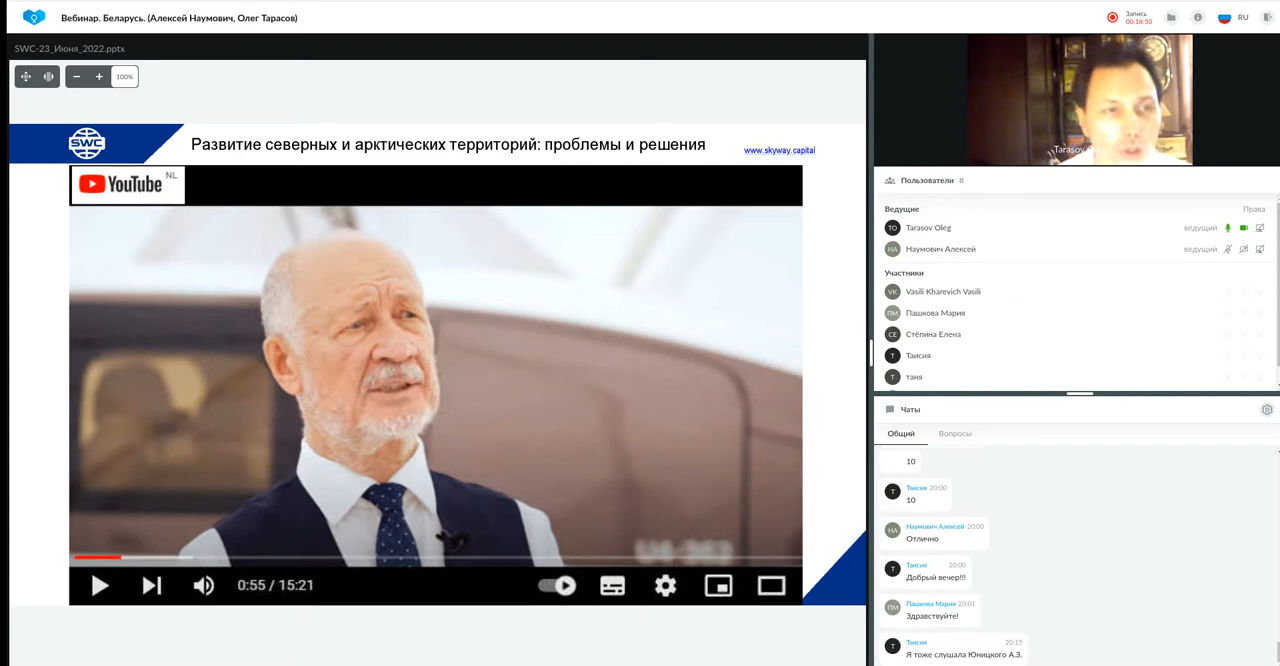 Вебинар. Беларусь. (Алексей Наумович, Олег Тарасов)
Запись
00:18:50
RU
SWC-23_Июня_2022.pptx
100%
SWC
Развитие северных и арктических территорий: проблемы и решения
www.skyway.capital
YouTube NL
0:55 / 15:21
Tarasov
Пользователи 8
Ведущие
Права
TO
Tarasov Oleg
ведущий
НА
Наумович Алексей
ведущий
Участники
VK
Vasili Kharevich Vasili
ПМ
Пашкова Мария
СЕ
Стёпина Елена
Т
Таисия
Т
таня
Чаты
Общий
Вопросы
10
Т
Таисия 20:00
10
НА
Наумович Алексей 20:00
Отлично
Т
Таисия 20:00
Добрый вечер!!!
ПМ
Пашкова Мария 20:01
Здравствуйте!
Т
Таисия 20:15
Я тоже слушала Юницкого А.З.